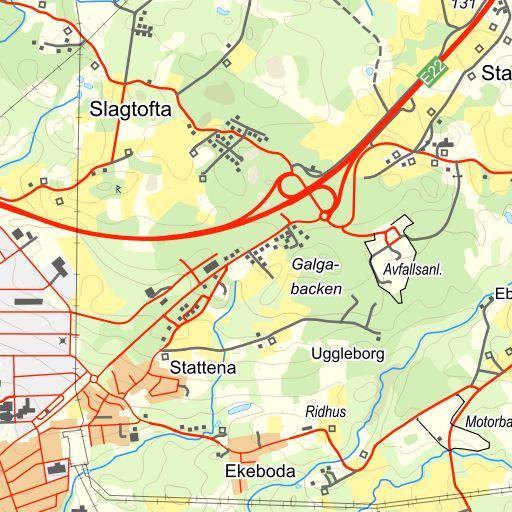 131
E22
Sta
Slagtofta
R
Galga-
backen
Avfallsanl.
Eb
Uggleborg
Stattena
Ridhus
Motorba
Ekeboda